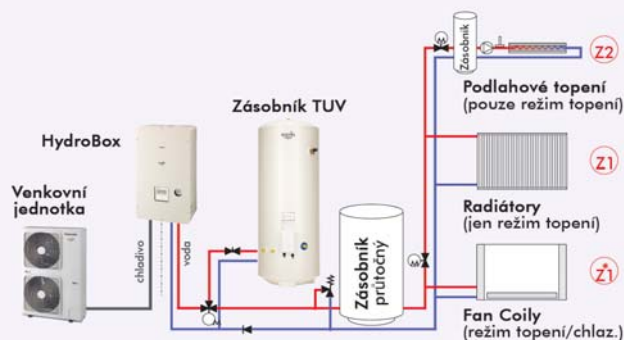 Zásobník
Z2
Podlahové topení
(pouze režim topení)
Zásobník TUV
HydroBox
Z1
Venkovní
jednotka
chladivo
voda
Radiátory
(jen režim topení)
Zásobník
průtočný
Z*1
Fan Coily
(režim topení/chlaz.)